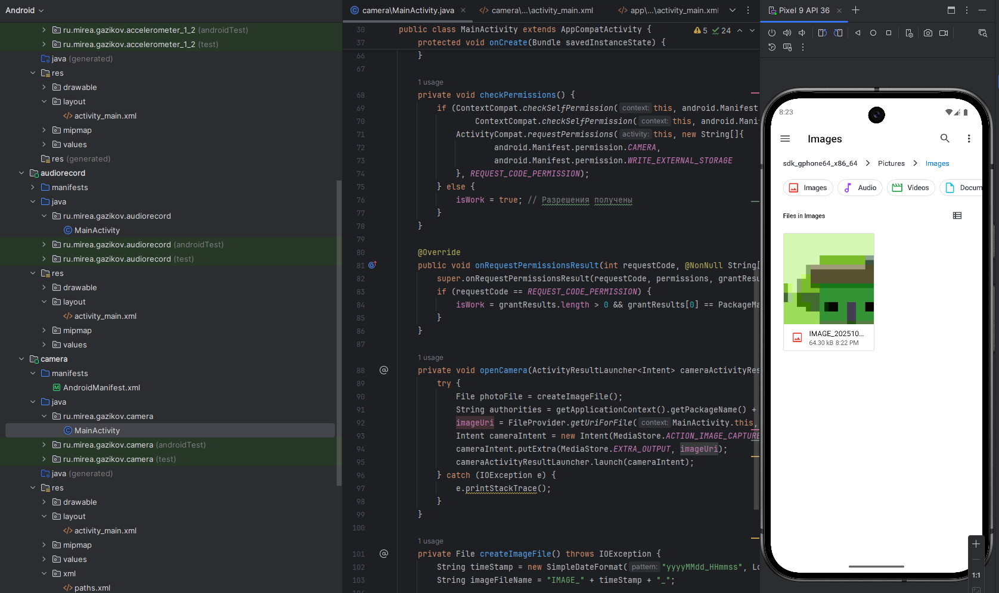 Android
ru.mirea.gazikov.accelerometer_1_2 (androidTest)
ru.mirea.gazikov.accelerometer_1_2 (test)
java (generated)
res
drawable
layout
activity_main.xml
mipmap
values
res (generated)
audiorecord
manifests
java
ru.mirea.gazikov.audiorecord
MainActivity
ru.mirea.gazikov.audiorecord (androidTest)
ru.mirea.gazikov.audiorecord (test)
res
drawable
layout
activity_main.xml
mipmap
values
camera
manifests
AndroidManifest.xml
java
ru.mirea.gazikov.camera
MainActivity
ru.mirea.gazikov.camera (androidTest)
ru.mirea.gazikov.camera (test)
java (generated)
res
drawable
layout
activity_main.xml
mipmap
values
xml
paths.xml
camera\MainActivity.java
camera\...\activity_main.xml
app\...\activity_main.xml
5 24
30 public class MainActivity extends AppCompatActivity {
37 protected void onCreate(Bundle savedInstanceState) {
66 }
67
1 usage
68 private void checkPermissions() {
69 if (ContextCompat.checkSelfPermission( context: this, android.Manifest
70 ContextCompat.checkSelfPermission( context: this, android.Mani
71 ActivityCompat.requestPermissions( activity: this, new String[]{
72 android.Manifest.permission.CAMERA,
73 android.Manifest.permission.WRITE_EXTERNAL_STORAGE
74 }, REQUEST_CODE_PERMISSION);
75 } else {
76 isWork = true; // Разрешения получены
77 }
78 }
79
80 @Override
81 public void onRequestPermissionsResult(int requestCode, @NonNull String[
82 super.onRequestPermissionsResult(requestCode, permissions, grantResu
83 if (requestCode == REQUEST_CODE_PERMISSION) {
84 isWork = grantResults.length > 0 && grantResults[0] == PackageMa
85 }
86 }
87
1 usage
88 private void openCamera(ActivityResultLauncher<Intent> cameraActivityRes
89 try {
90 File photoFile = createImageFile();
91 String authorities = getApplicationContext().getPackageName() +
92 imageUri = FileProvider.getUriForFile( context: MainActivity.this,
93 Intent cameraIntent = new Intent(MediaStore.ACTION_IMAGE_CAPTURE
94 cameraIntent.putExtra(MediaStore.EXTRA_OUTPUT, imageUri);
95 cameraActivityResultLauncher.launch(cameraIntent);
96 } catch (IOException e) {
97 e.printStackTrace();
98 }
99 }
100
1 usage
101 private File createImageFile() throws IOException {
102 String timeStamp = new SimpleDateFormat( pattern: "yyyyMMdd_HHmmss", Lo
103 String imageFileName = "IMAGE_" + timeStamp + "_";
Pixel 9 API 36
8:23
Images
sdk_gphone64_x86_64 > Pictures > Images
Images Audio Videos Docum
Files in Images
IMAGE_202510...
64.30 kB 8:22 PM
1:1